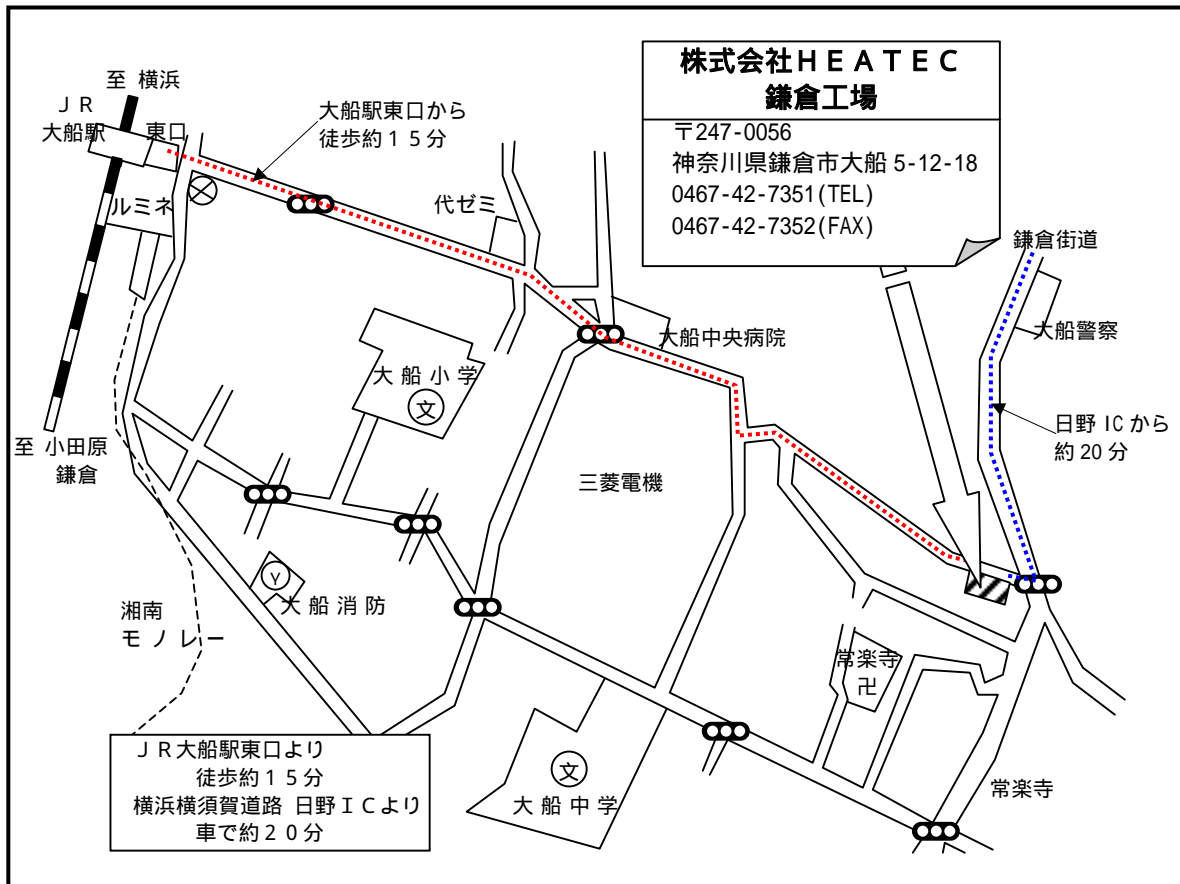 至 横浜
ＪＲ
大船駅
東口
大船駅東口から
徒歩約１５分
株式会社ＨＥＡＴＥＣ
鎌倉工場
〒247-0056
神奈川県鎌倉市大船 5-12-18
0467-42-7351(TEL)
0467-42-7352(FAX)
ルミネ
代ゼミ
鎌倉街道
大船警察
大船中央病院
大船小学
文
日野 IC から
約 20 分
至 小田原
鎌倉
三菱電機
Y
大船消防
湘南
モノレー
常楽寺
卍
ＪＲ大船駅東口より
徒歩約１５分
横浜横須賀道路 日野ＩＣより
車で約２０分
文
大船中学
常楽寺